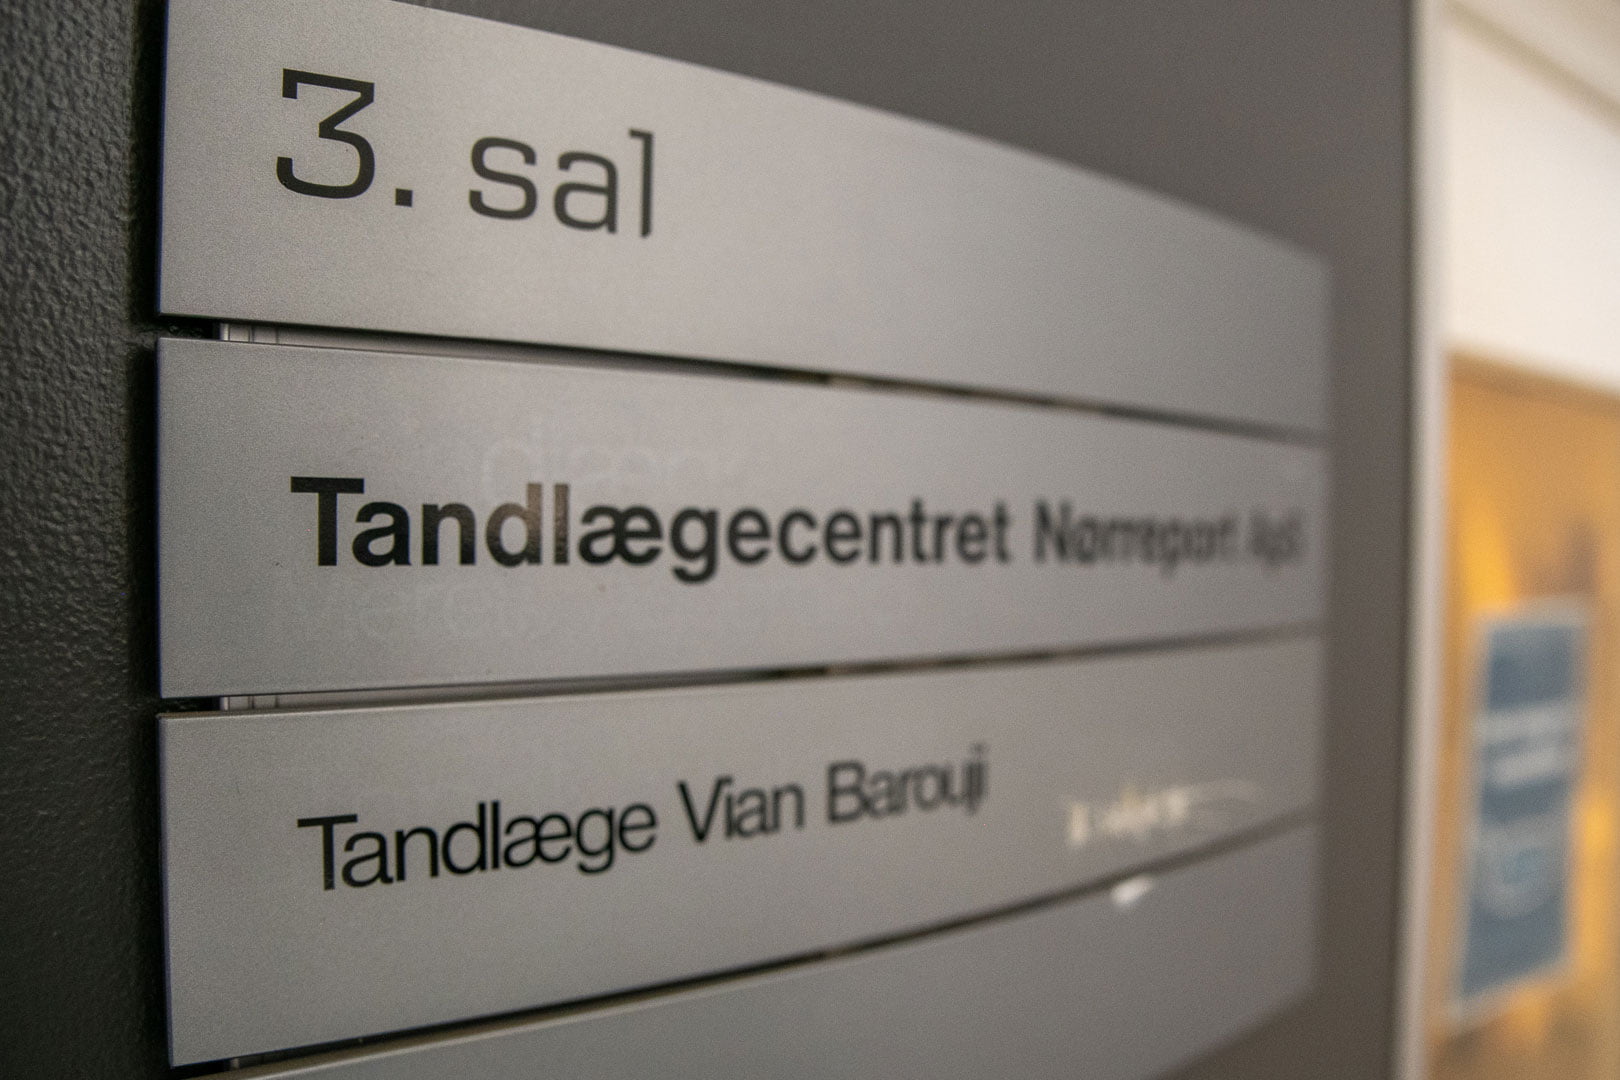 3. sal
Tandlægecentret Nørreport ApS
Tandlæge Vian Barouji